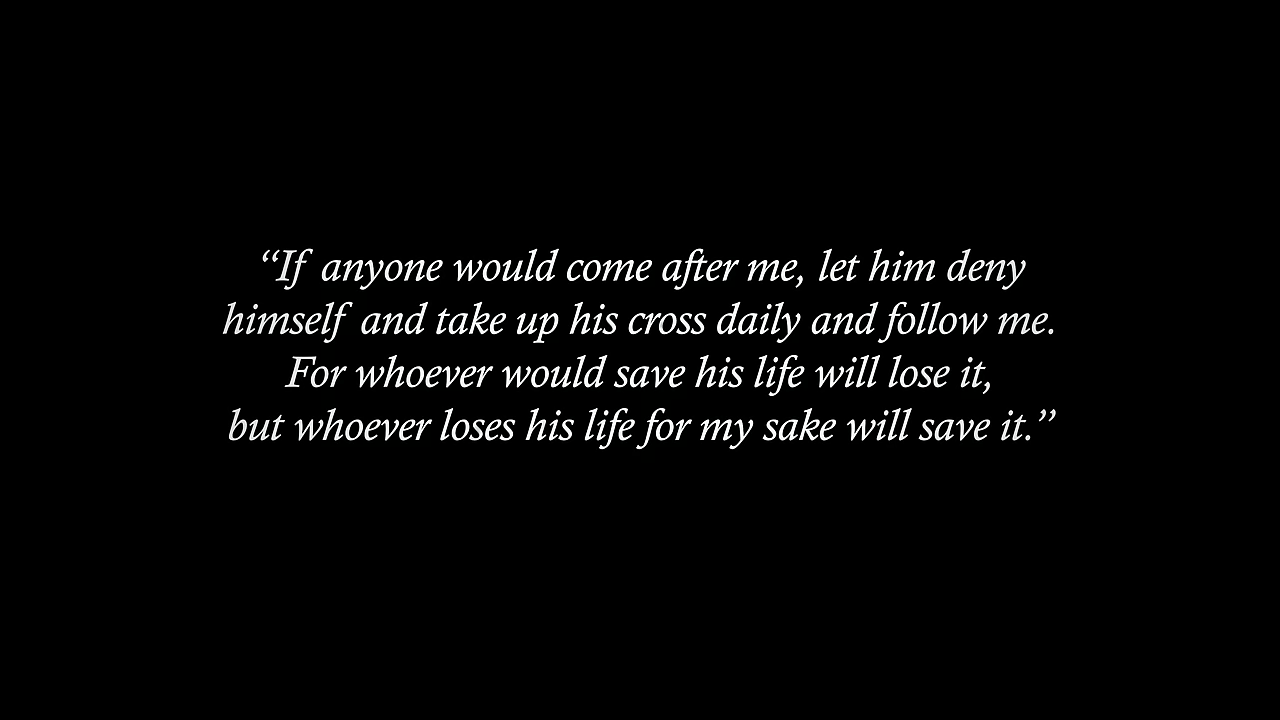 “If anyone would come after me, let him deny
himself and take up his cross daily and follow me.
For whoever would save his life will lose it,
but whoever loses his life for my sake will save it.”